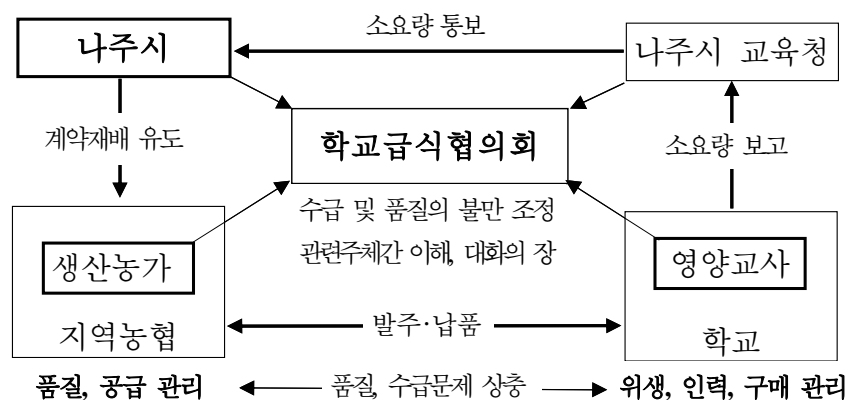 소요량 통보
나주시
나주시 교육청
계약재배 유도
학교급식협의회
소요량 보고
수급 및 품질의 불만 조정
관련주체간 이해, 대화의 장
생산농가
영양교사
지역농협
발주·납품
학교
품질, 공급 관리
품질, 수급문제 상충
위생, 인력, 구매 관리